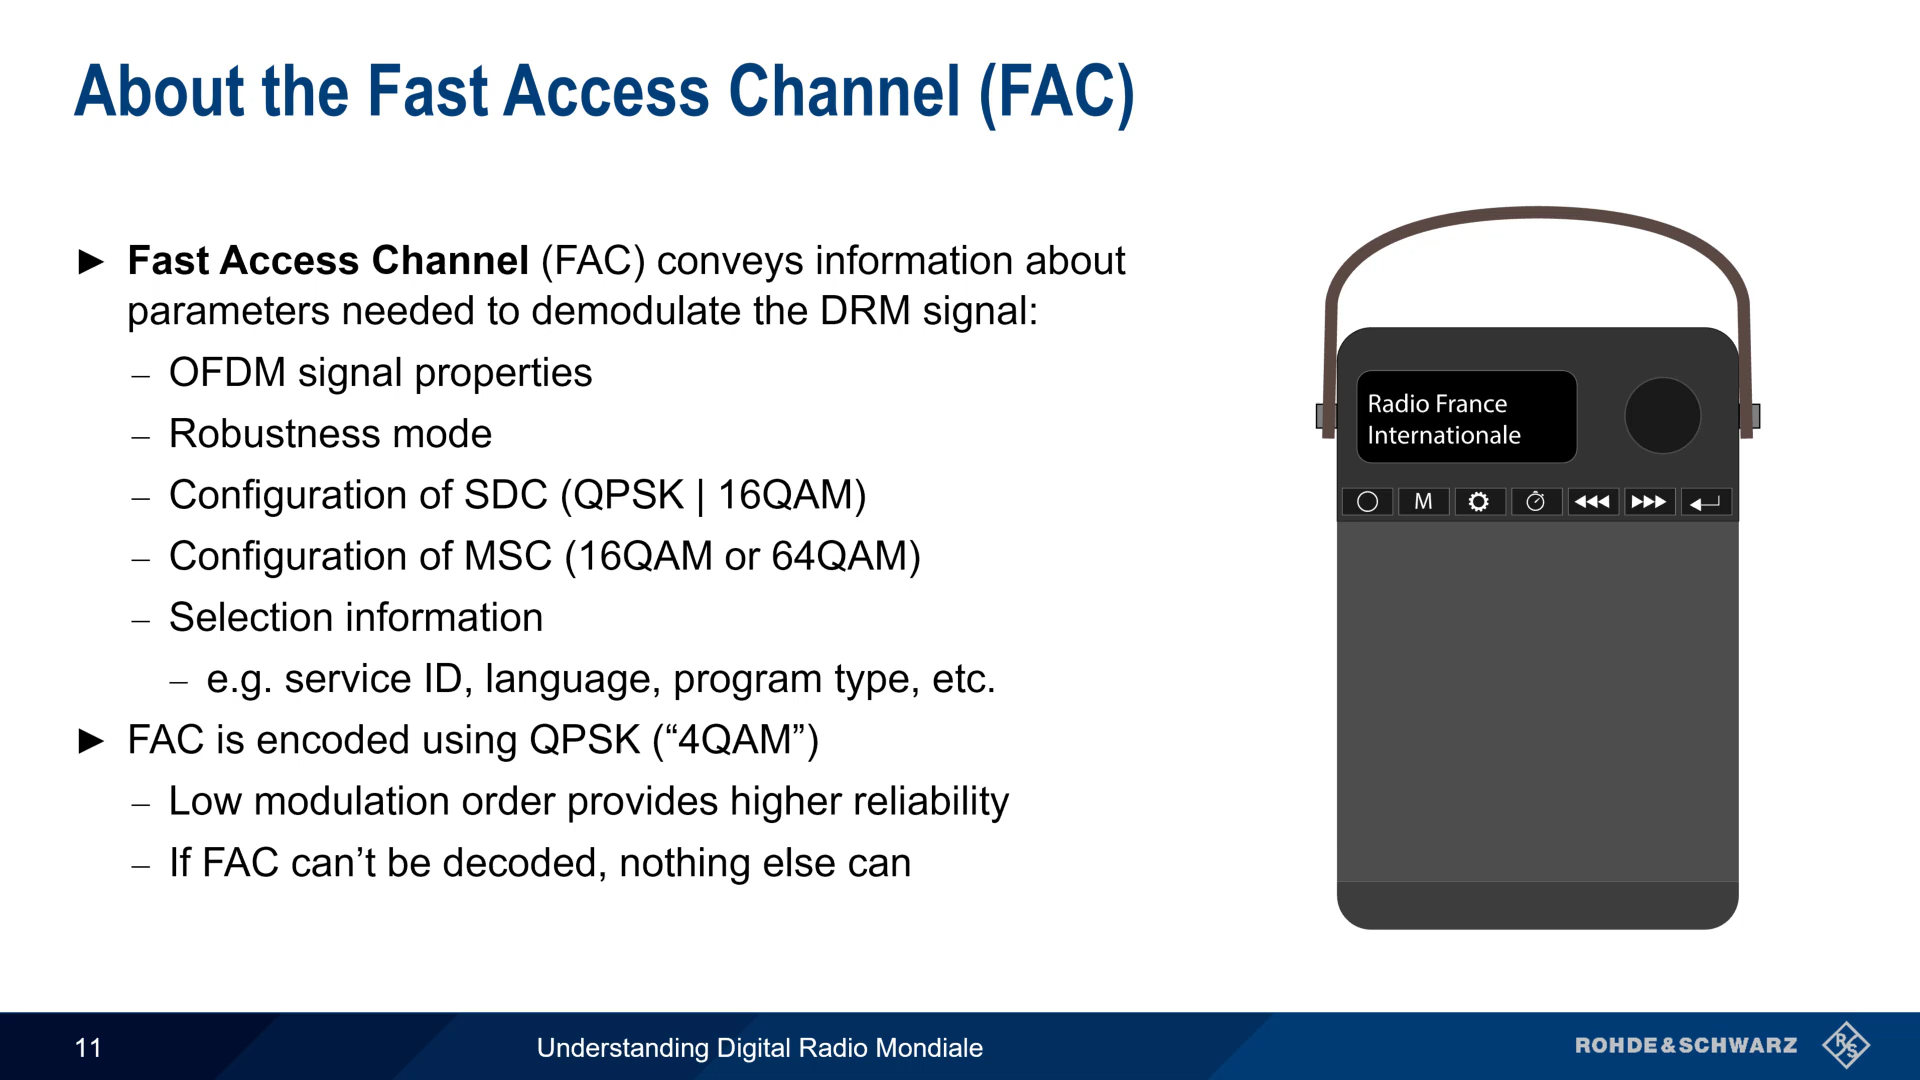 About the Fast Access Channel (FAC)
► Fast Access Channel (FAC) conveys information about
parameters needed to demodulate the DRM signal:
– OFDM signal properties
– Robustness mode
– Configuration of SDC (QPSK | 16QAM)
– Configuration of MSC (16QAM or 64QAM)
– Selection information
– e.g. service ID, language, program type, etc.
► FAC is encoded using QPSK (“4QAM”)
– Low modulation order provides higher reliability
– If FAC can’t be decoded, nothing else can
Radio France
Internationale
M
11
Understanding Digital Radio Mondiale
ROHDE&SCHWARZ
RS